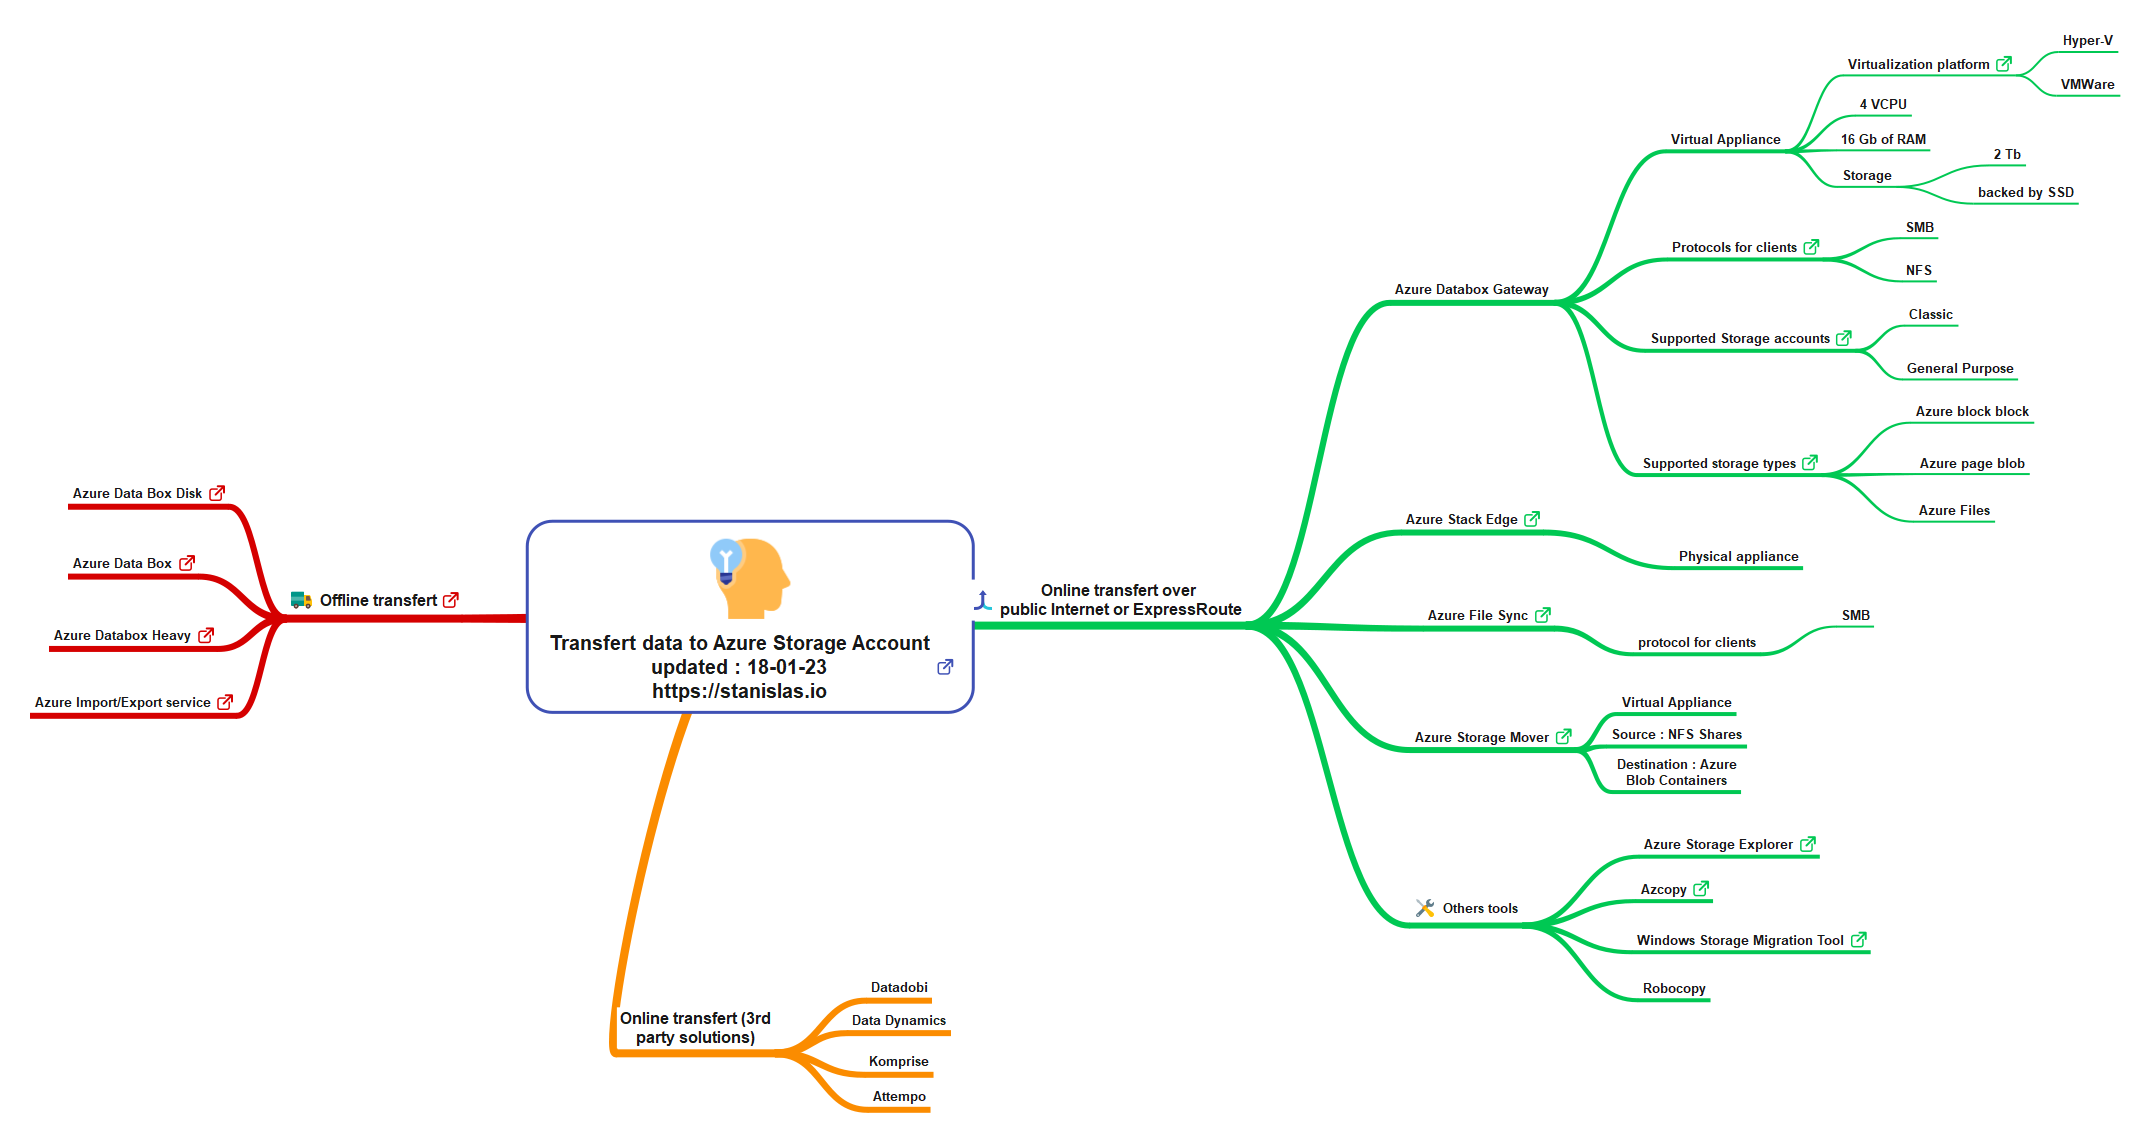 Transfert data to Azure Storage Account
updated : 18-01-23
https://stanislas.io
Offline transfert
Azure Data Box Disk
Azure Data Box
Azure Databox Heavy
Azure Import/Export service
Online transfert over
public Internet or ExpressRoute
Azure Databox Gateway
Virtual Appliance
Virtualization platform
Hyper-V
VMWare
4 VCPU
16 Gb of RAM
Storage
2 Tb
backed by SSD
Protocols for clients
SMB
NFS
Supported Storage accounts
Classic
General Purpose
Supported storage types
Azure block block
Azure page blob
Azure Files
Azure Stack Edge
Physical appliance
Azure File Sync
protocol for clients
SMB
Azure Storage Mover
Virtual Appliance
Source : NFS Shares
Destination : Azure
Blob Containers
Others tools
Azure Storage Explorer
Azcopy
Windows Storage Migration Tool
Robocopy
Online transfert (3rd
party solutions)
Datadobi
Data Dynamics
Komprise
Attempo